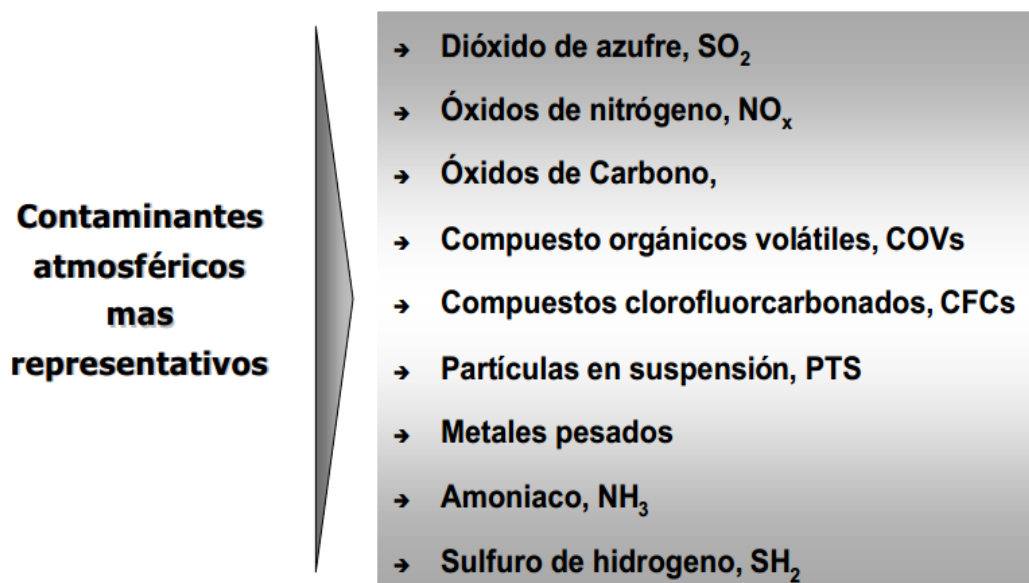 Contaminantes
atmosféricos
mas
representativos
➔ Dióxido de azufre, SO₂
➔ Óxidos de nitrógeno, NOₓ
➔ Óxidos de Carbono,
➔ Compuesto orgánicos volátiles, COVs
➔ Compuestos clorofluorcarbonados, CFCs
➔ Partículas en suspensión, PTS
➔ Metales pesados
➔ Amoniaco, NH₃
➔ Sulfuro de hidrogeno, SH₂